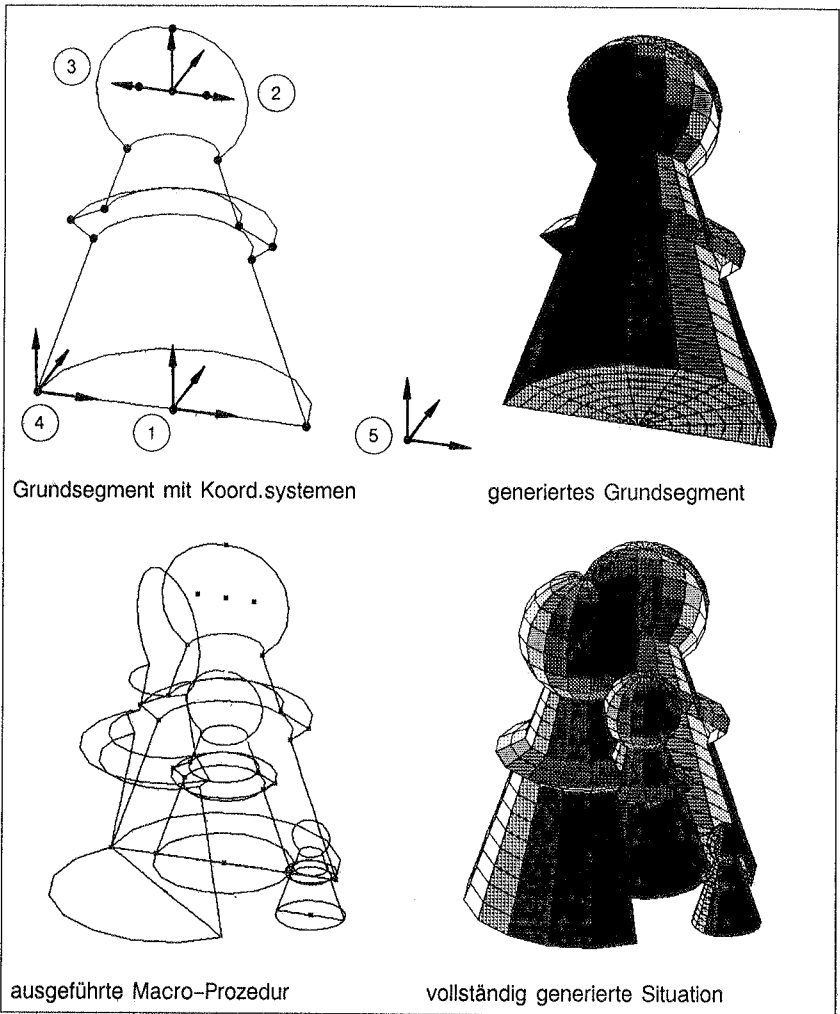 3
2
4
1
5
Grundsegment mit Koord.systemen
generiertes Grundsegment
ausgeführte Macro-Prozedur
vollständig generierte Situation